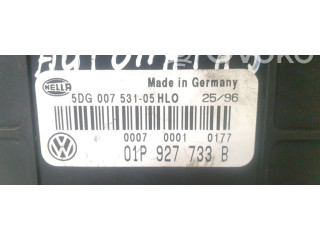 HELLA
Made in Germany
5DG 007 531-05 HLO 25/96
0007 0001 0177
01P 927 733 B